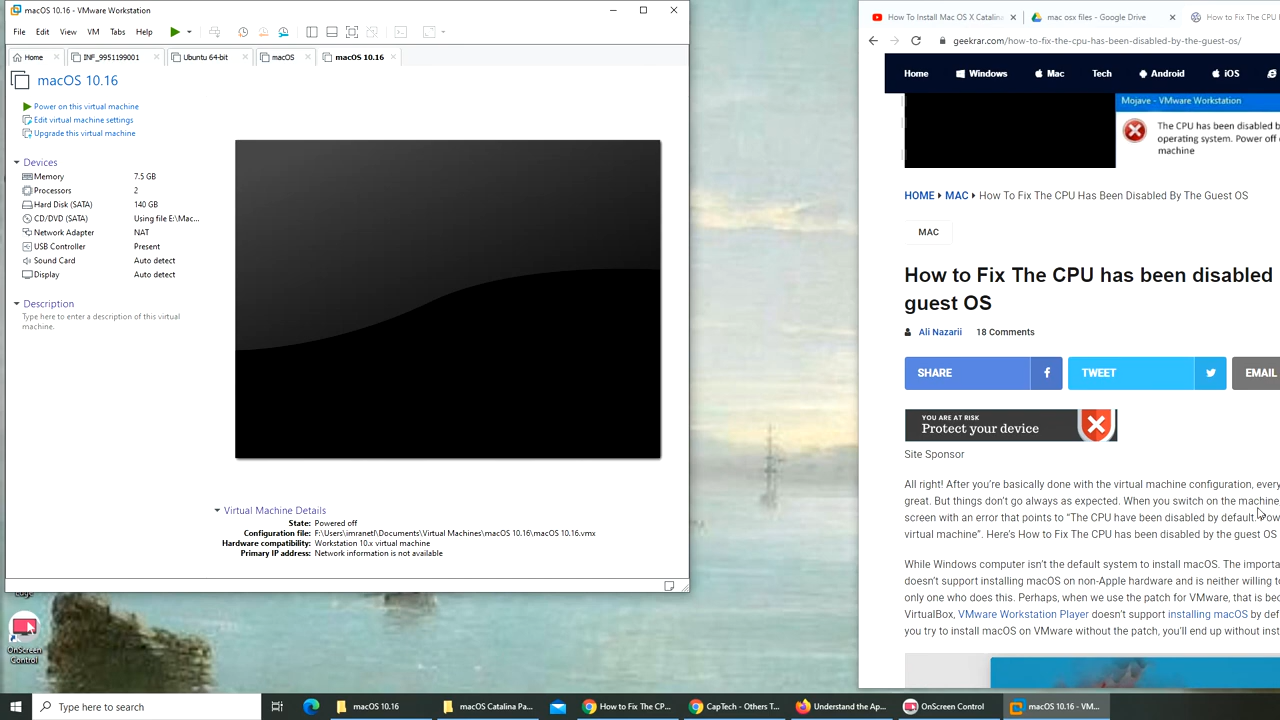 macOS 10.16 - VMware Workstation
File Edit View VM Tabs Help
Home INF_9951199001 Ubuntu 64-bit macOS macOS 10.16
macOS 10.16
Power on this virtual machine
Edit virtual machine settings
Upgrade this virtual machine
Devices
Memory 7.5 GB
Processors 2
Hard Disk (SATA) 140 GB
CD/DVD (SATA) Using file E:\Mac...
Network Adapter NAT
USB Controller Present
Sound Card Auto detect
Display Auto detect
Description
Type here to enter a description of this virtual
machine.
Virtual Machine Details
State: Powered off
Configuration file: F:\Users\imranetl\Documents\Virtual Machines\macOS 10.16\macOS 10.16.vmx
Hardware compatibility: Workstation 10.x virtual machine
Primary IP address: Network information is not available
How To Install Mac OS X Catalina mac osx files - Google Drive How to Fix The CPU
geekrar.com/how-to-fix-the-cpu-has-been-disabled-by-the-guest-os/
Home Windows Mac Tech Android iOS
Mojave - VMware Workstation
The CPU has been disabled b
operating system. Power off o
machine
HOME MAC How To Fix The CPU Has Been Disabled By The Guest OS
MAC
How to Fix The CPU has been disabled
guest OS
Ali Nazarii 18 Comments
SHARE TWEET EMAIL
YOU ARE AT RISK
Protect your device
Site Sponsor
All right! After you're basically done with the virtual machine configuration, every
great. But things don't go always as expected. When you switch on the machine,
screen with an error that points to "The CPU have been disabled by default. Pow
virtual machine". Here's How to Fix The CPU has been disabled by the guest OS
While Windows computer isn't the default system to install macOS. The importa
doesn't support installing macOS on non-Apple hardware and is neither willing to
only one who does this. Perhaps, when we use the patch for VMware, that is bec
VirtualBox, VMware Workstation Player doesn't support installing macOS by def
you try to install macOS on VMware without the patch, you'll end up without inst
OnScreen
Control
Type here to search
macOS 10.16 macOS Catalina Pa... How to Fix The CP... CapTech - Others T... Understand the Ap... OnScreen Control macOS 10.16 - VM...